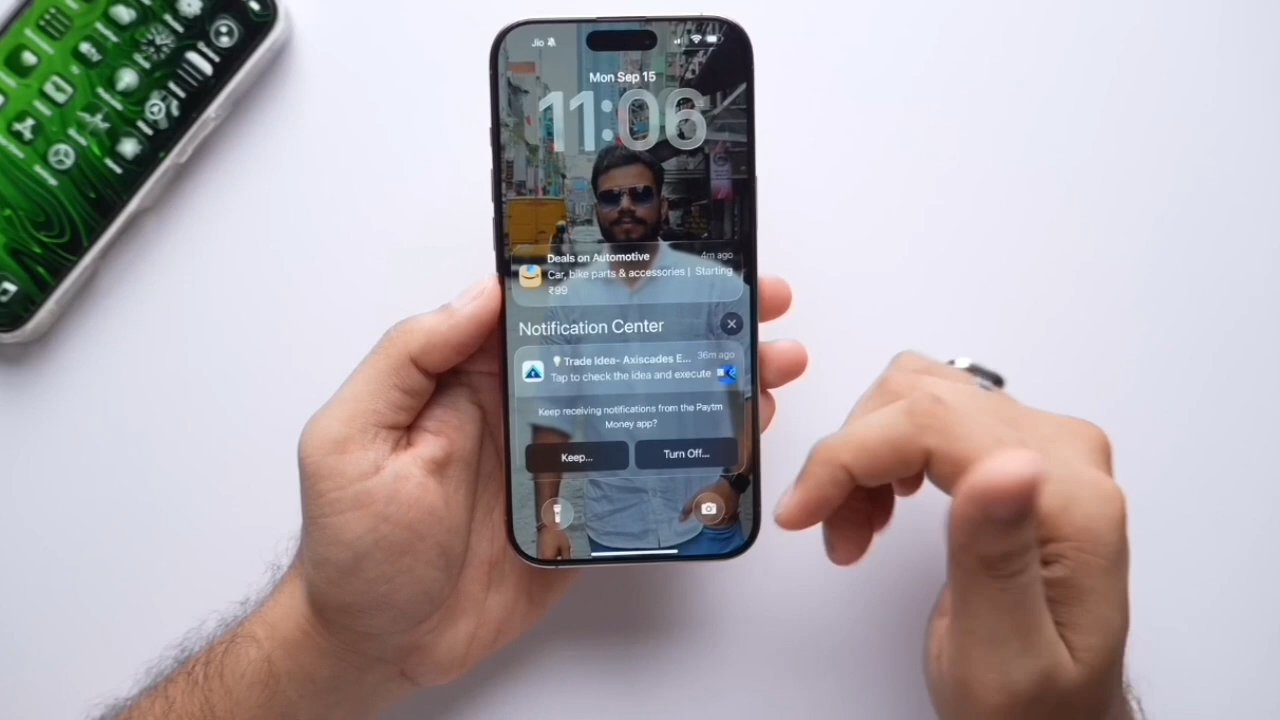 Jio
Mon Sep 15
11:06
Deals on Automotive 4m ago
Car, bike parts & accessories | Starting
₹99
Notification Center
Trade Idea- Axiscades E... 36m ago
Tap to check the idea and execute
Keep receiving notifications from the Paytm
Money app?
Keep... Turn Off...